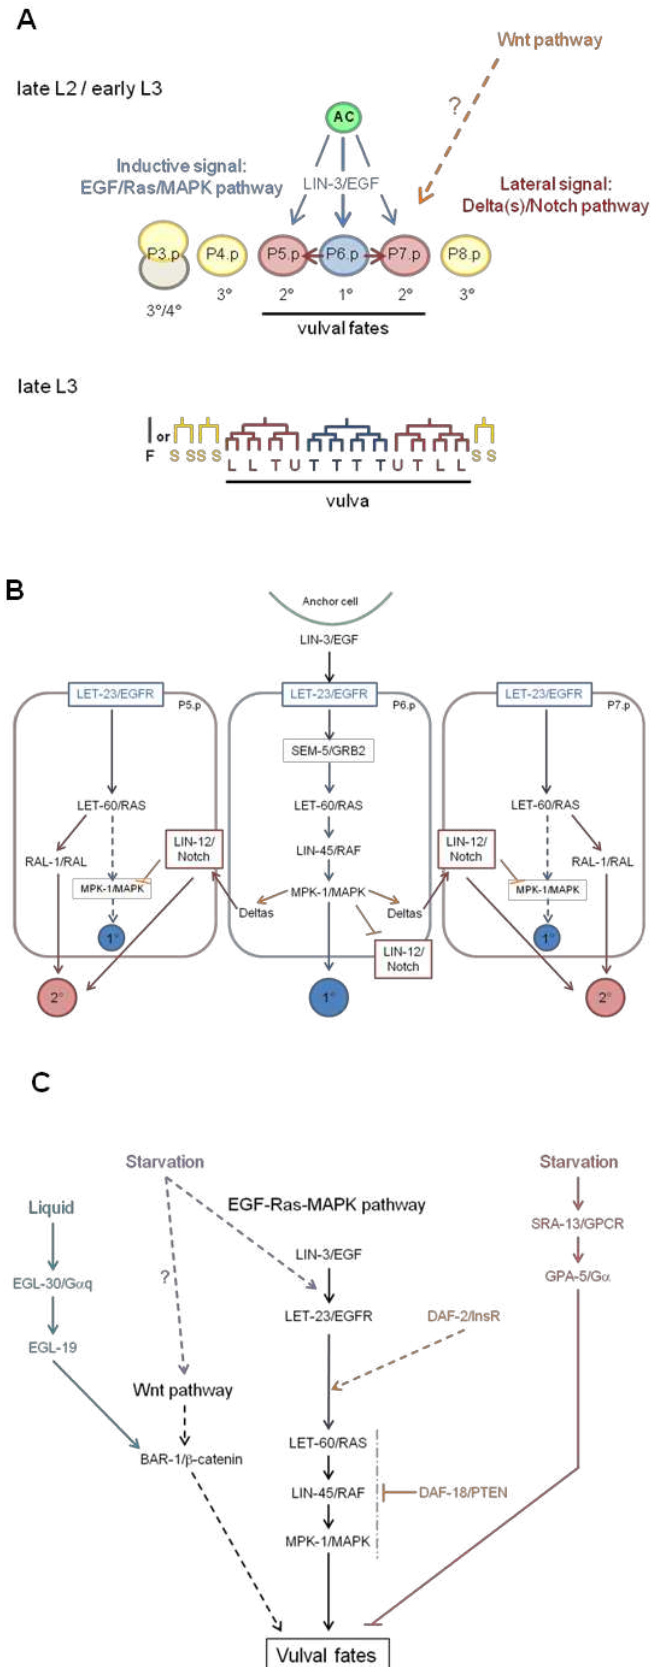 A
Wnt pathway
late L2 / early L3
?
AC
Inductive signal:
EGF/Ras/MAPK pathway
LIN-3/EGF
Lateral signal:
Delta(s)/Notch pathway
P3.p P4.p P5.p P6.p P7.p P8.p
3°/4° 3° 2° 1° 2° 3°
vulval fates
late L3
or
F S S S S L L T U T T T T U T L L S S
vulva
B
Anchor cell
LIN-3/EGF
LET-23/EGFR LET-23/EGFR LET-23/EGFR
P5.p P6.p P7.p
SEM-5/GRB2
LET-60/RAS LET-60/RAS LET-60/RAS
LIN-12/
Notch
LIN-45/RAF
LIN-12/
Notch
RAL-1/RAL RAL-1/RAL
MPK-1/MAPK MPK-1/MAPK MPK-1/MAPK
Deltas Deltas
1° 1°
LIN-12/
Notch
2° 1° 2°
C
Starvation Starvation
Liquid
EGF-Ras-MAPK pathway
SRA-13/GPCR
LIN-3/EGF
EGL-30/Gαq
?
GPA-5/Gα
LET-23/EGFR
DAF-2/InsR
EGL-19
Wnt pathway
LET-60/RAS
BAR-1/β-catenin
LIN-45/RAF
DAF-18/PTEN
MPK-1/MAPK
Vulval fates